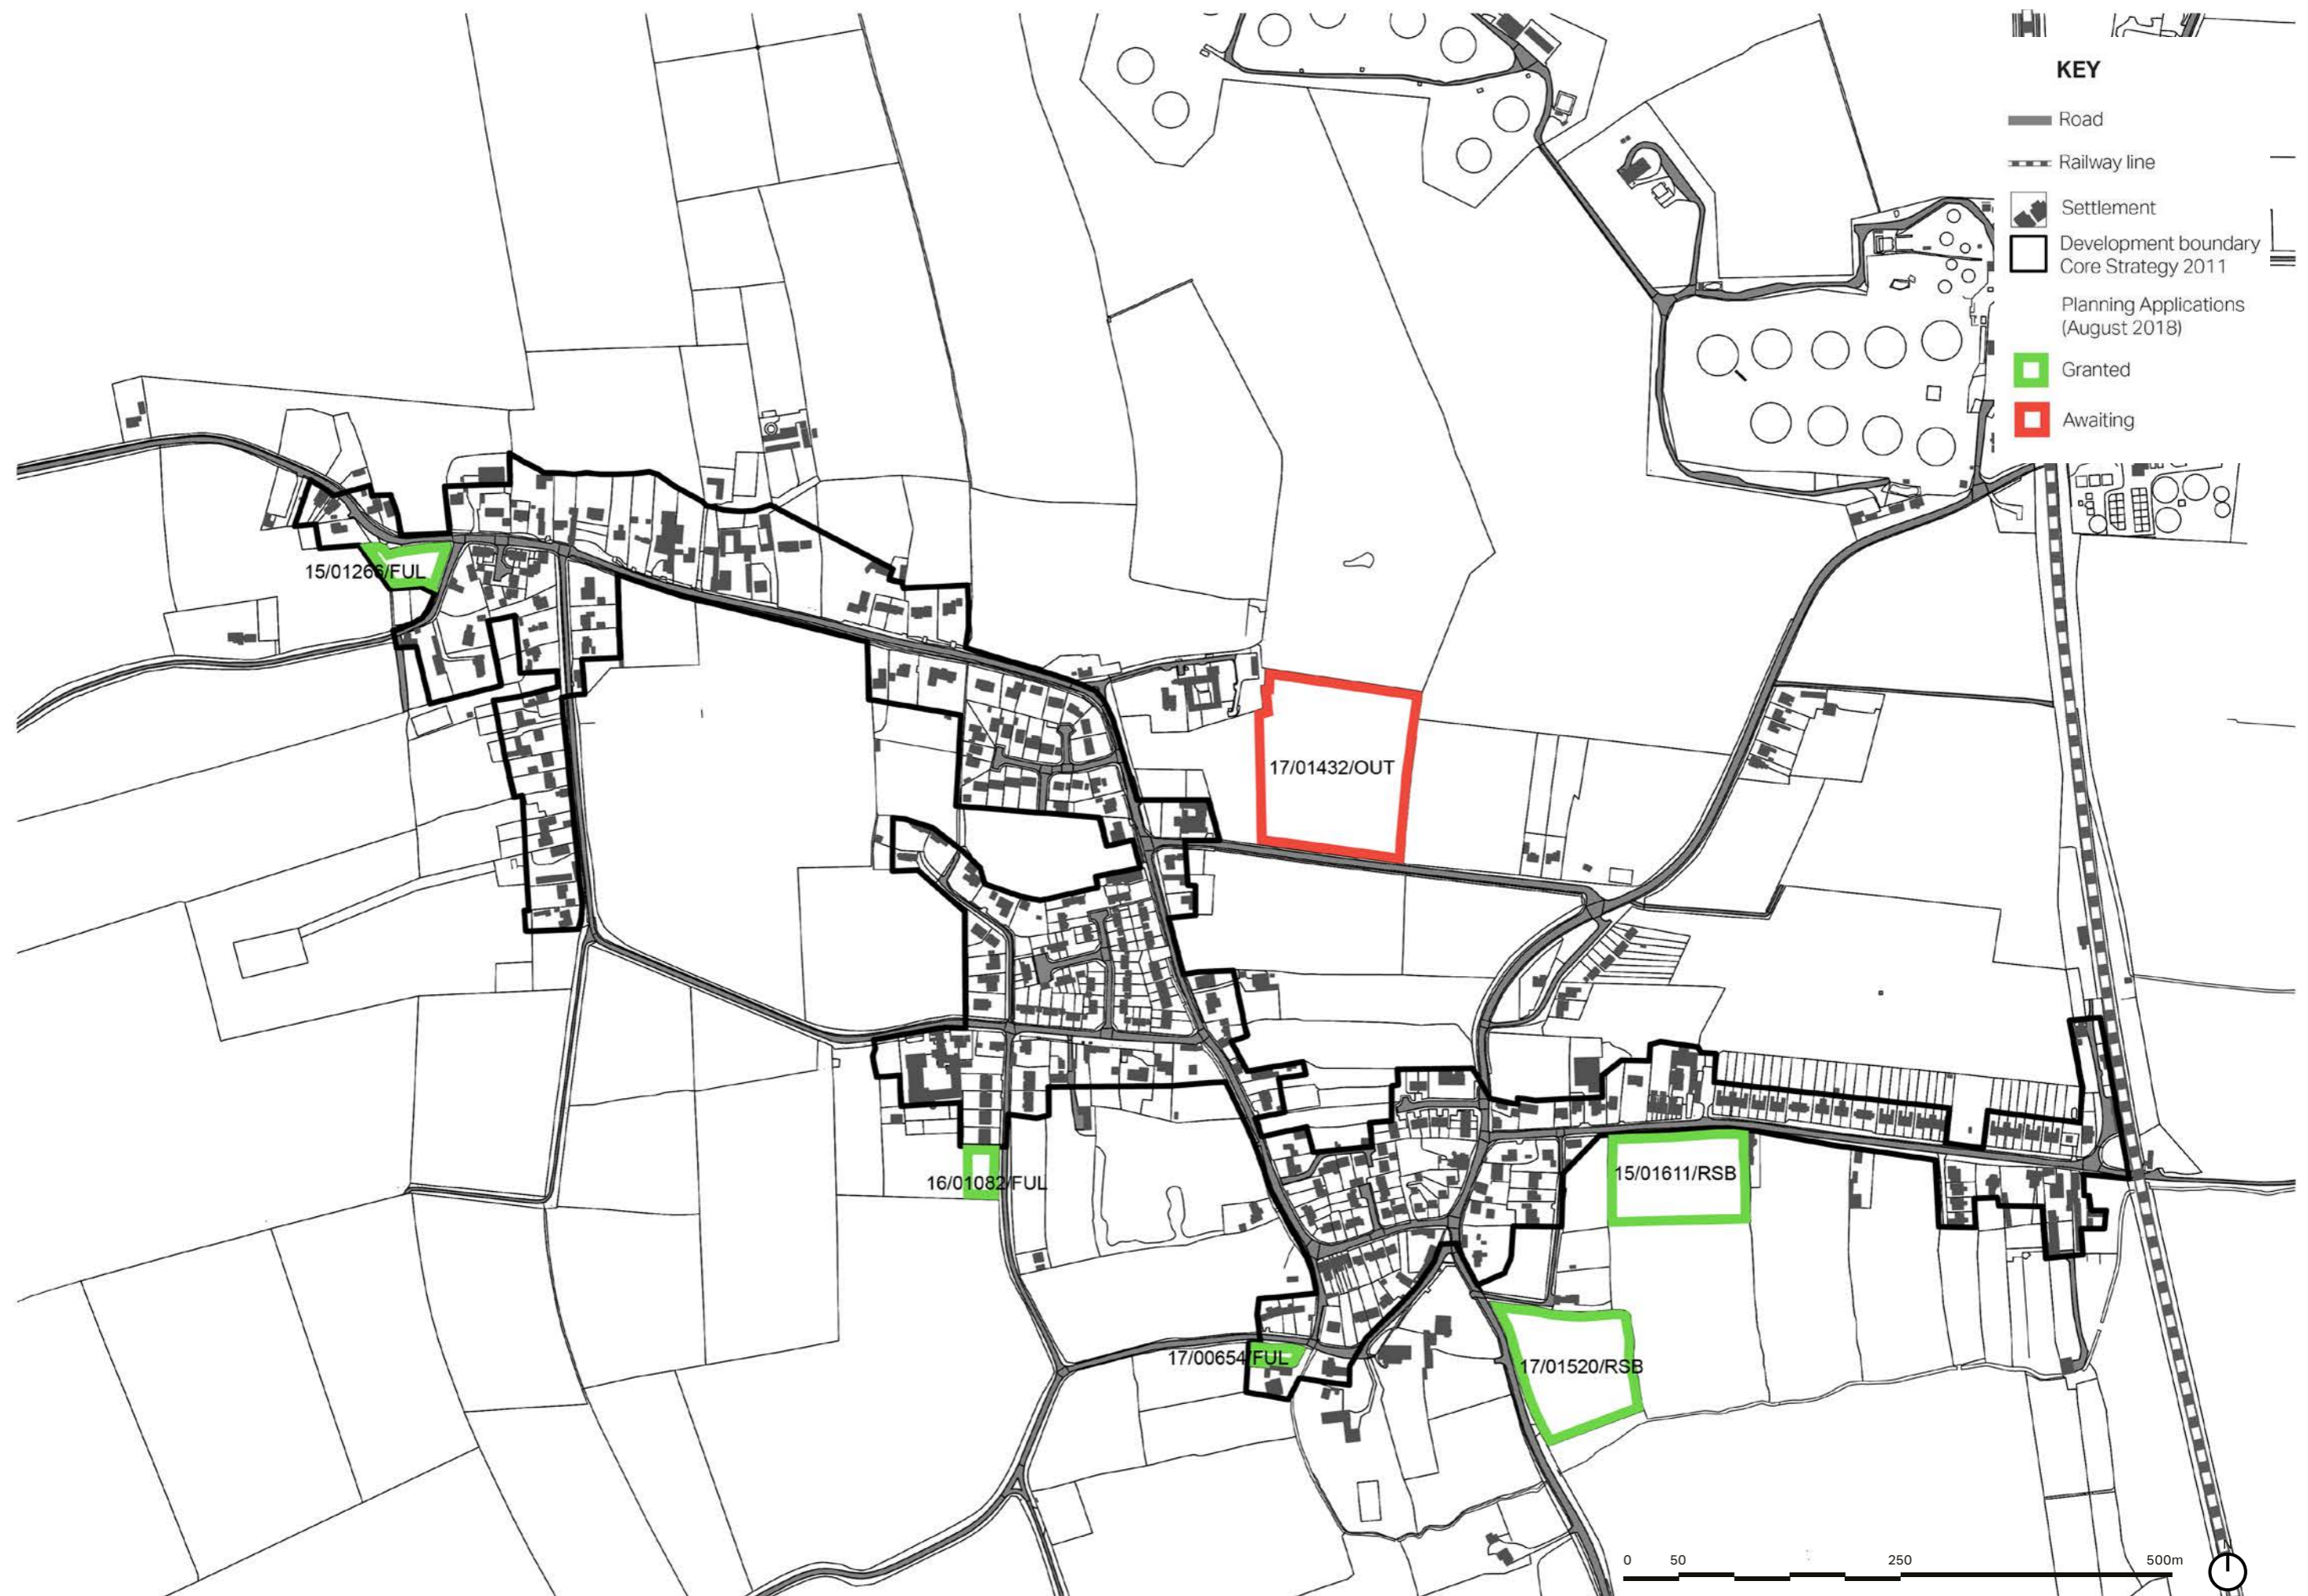 KEY
Road
Railway line
Settlement
Development boundary
Core Strategy 2011
Planning Applications
(August 2018)
Granted
Awaiting
15/01266/FUL
17/01432/OUT
15/01611/RSB
16/01082/FUL
17/00654/FUL
17/01520/RSB
0 50 250 500m